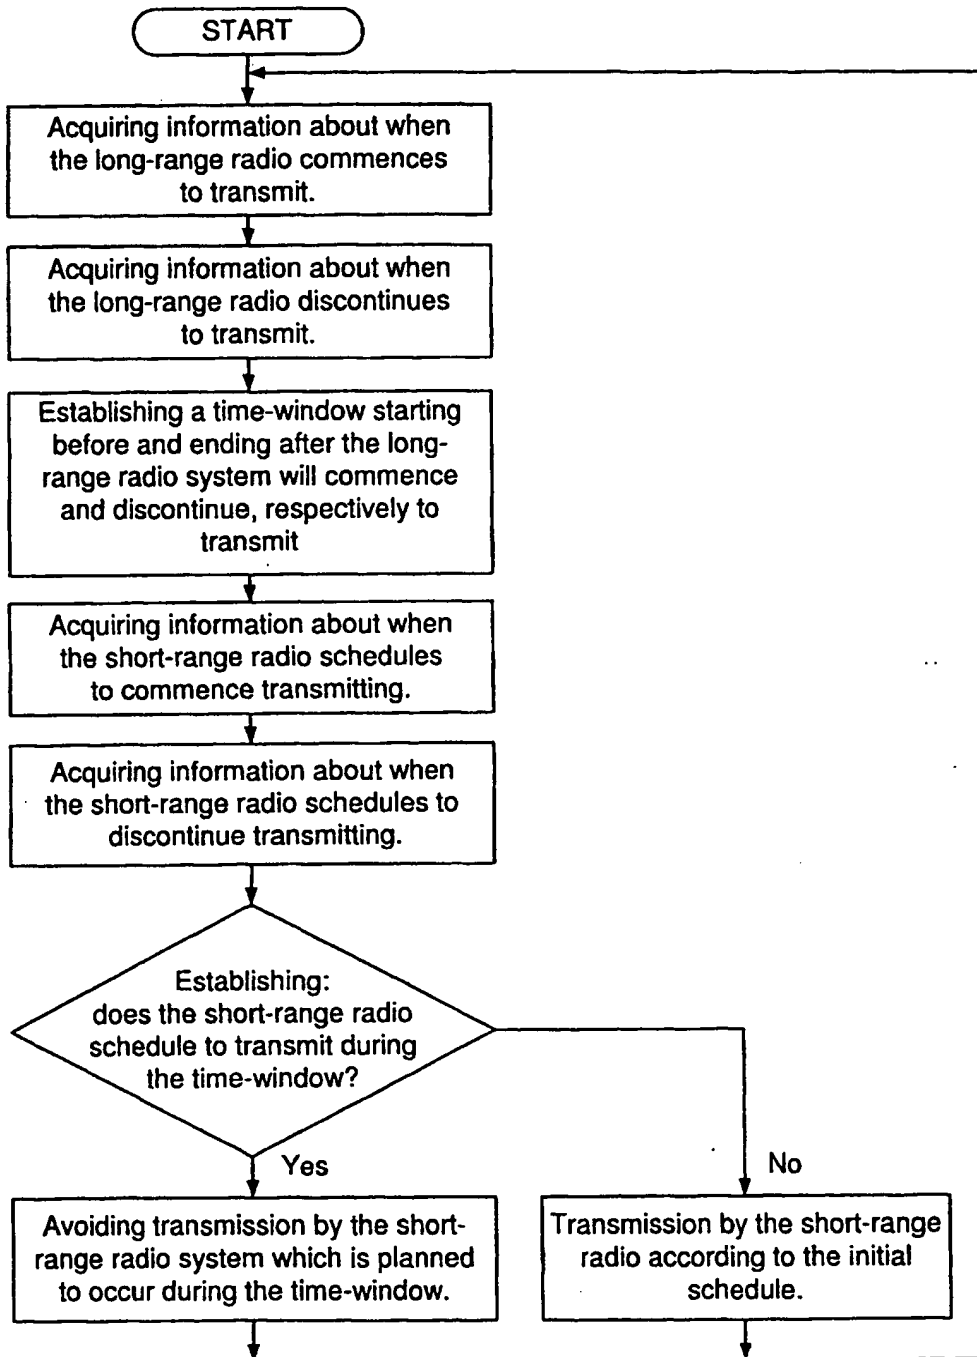 START
Acquiring information about when
the long-range radio commences
to transmit.
Acquiring information about when
the long-range radio discontinues
to transmit.
Establishing a time-window starting
before and ending after the long-
range radio system will commence
and discontinue, respectively to
transmit
Acquiring information about when
the short-range radio schedules
to commence transmitting.
Acquiring information about when
the short-range radio schedules to
discontinue transmitting.
Establishing:
does the short-range radio
schedule to transmit during
the time-window?
Yes
No
Avoiding transmission by the short-
range radio system which is planned
to occur during the time-window.
Transmission by the short-range
radio according to the initial
schedule.